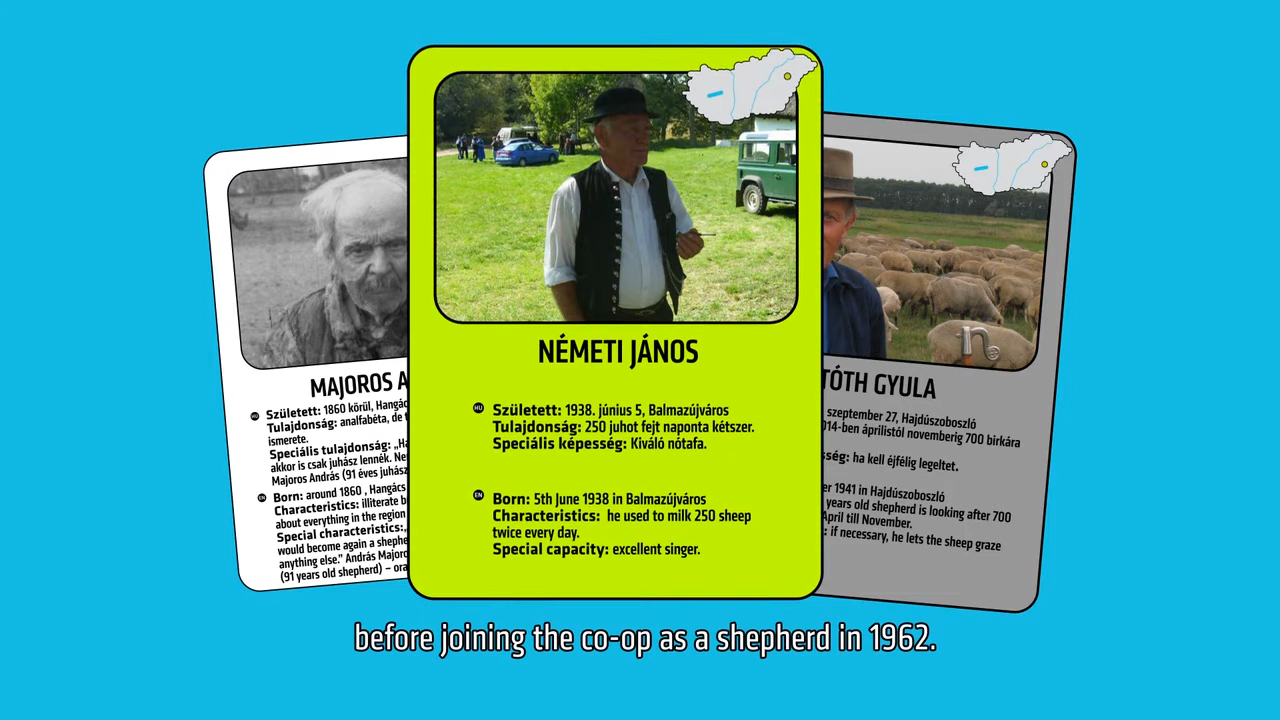 MAJOROS A
HU Született: 1860 körül, Hangác
Tulajdonság: analfabéta, de
ismerete.
Speciális tulajdonság: „Ha
akkor is csak juhász lennék.
Majoros András (91 éves juhász
EN Born: around 1860 , Hangács
Characteristics: illiterate
about everything in the region
Special characteristics:
would become again a shephe
anything else." András Majoro
(91 years old shepherd) – ora
NÉMETI JÁNOS
HU Született: 1938. június 5, Balmazújváros
Tulajdonság: 250 juhot fejt naponta kétszer.
Speciális képesség: Kiváló nótafa.
EN Born: 5th June 1938 in Balmazújváros
Characteristics: he used to milk 250 sheep
twice every day.
Special capacity: excellent singer.
TÓTH GYULA
szeptember 27, Hajdúszoboszló
014-ben áprilistól novemberig 700 birkára
sség: ha kell éjfélig legeltet.
er 1941 in Hajdúszoboszló
years old shepherd is looking after 700
April till November.
: if necessary, he lets the sheep graze
before joining the co-op as a shepherd in 1962.